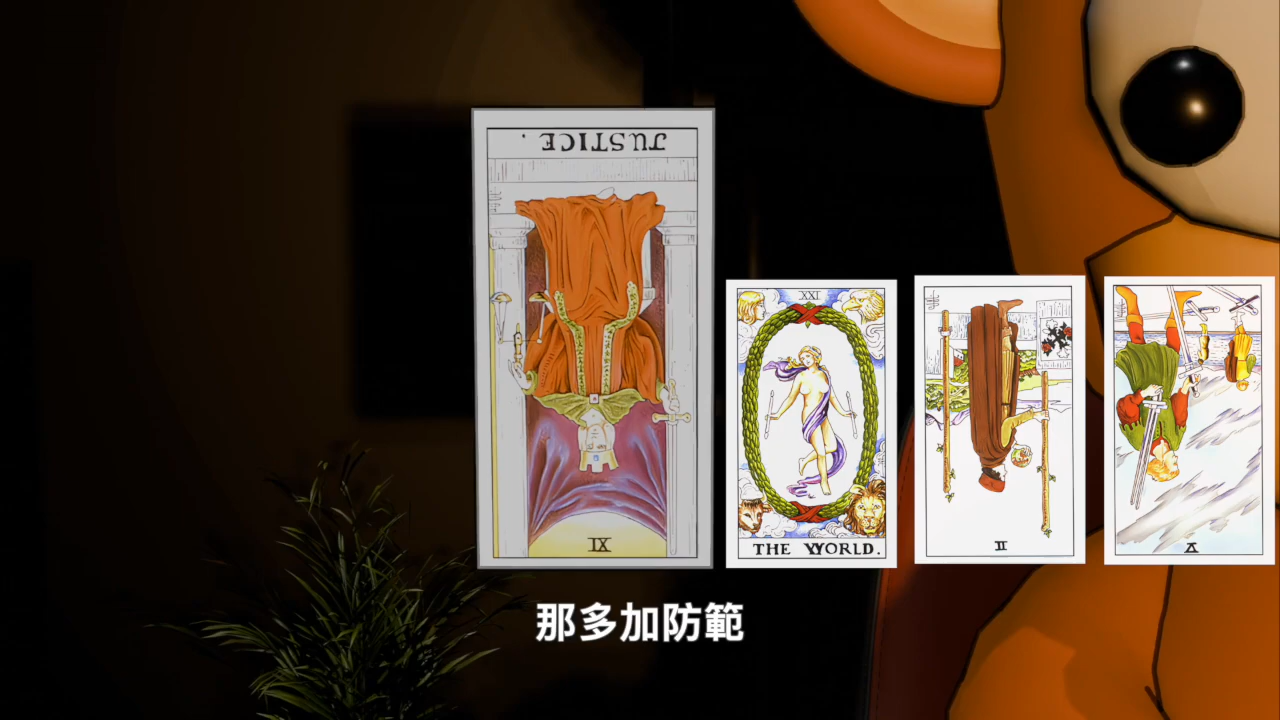 JUSTICE.
XI
XXI
THE WORLD.
II
V
那多加防範